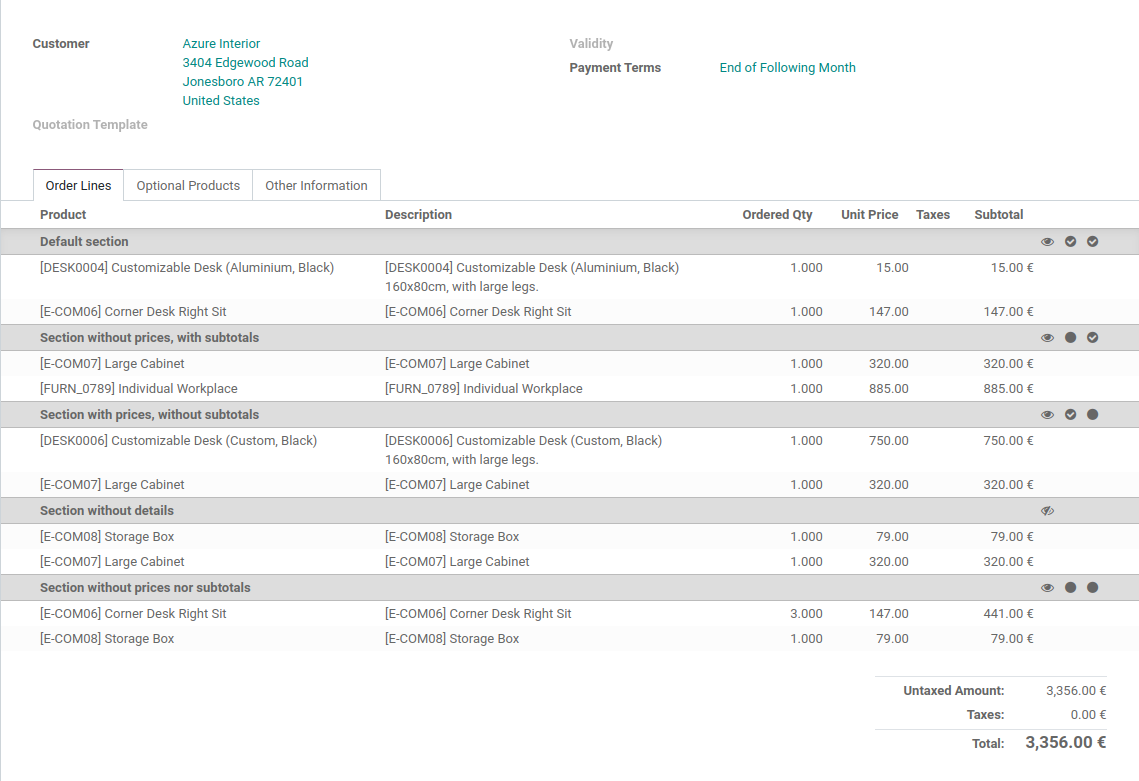 Customer
Azure Interior
3404 Edgewood Road
Jonesboro AR 72401
United States
Validity
Payment Terms End of Following Month
Quotation Template
Order Lines Optional Products Other Information
Product Description Ordered Qty Unit Price Taxes Subtotal
Default section
[DESK0004] Customizable Desk (Aluminium, Black) [DESK0004] Customizable Desk (Aluminium, Black) 1.000 15.00 15.00 €
160x80cm, with large legs.
[E-COM06] Corner Desk Right Sit [E-COM06] Corner Desk Right Sit 1.000 147.00 147.00 €
Section without prices, with subtotals
[E-COM07] Large Cabinet [E-COM07] Large Cabinet 1.000 320.00 320.00 €
[FURN_0789] Individual Workplace [FURN_0789] Individual Workplace 1.000 885.00 885.00 €
Section with prices, without subtotals
[DESK0006] Customizable Desk (Custom, Black) [DESK0006] Customizable Desk (Custom, Black) 1.000 750.00 750.00 €
160x80cm, with large legs.
[E-COM07] Large Cabinet [E-COM07] Large Cabinet 1.000 320.00 320.00 €
Section without details
[E-COM08] Storage Box [E-COM08] Storage Box 1.000 79.00 79.00 €
[E-COM07] Large Cabinet [E-COM07] Large Cabinet 1.000 320.00 320.00 €
Section without prices nor subtotals
[E-COM06] Corner Desk Right Sit [E-COM06] Corner Desk Right Sit 3.000 147.00 441.00 €
[E-COM08] Storage Box [E-COM08] Storage Box 1.000 79.00 79.00 €
Untaxed Amount: 3,356.00 €
Taxes: 0.00 €
Total: 3,356.00 €